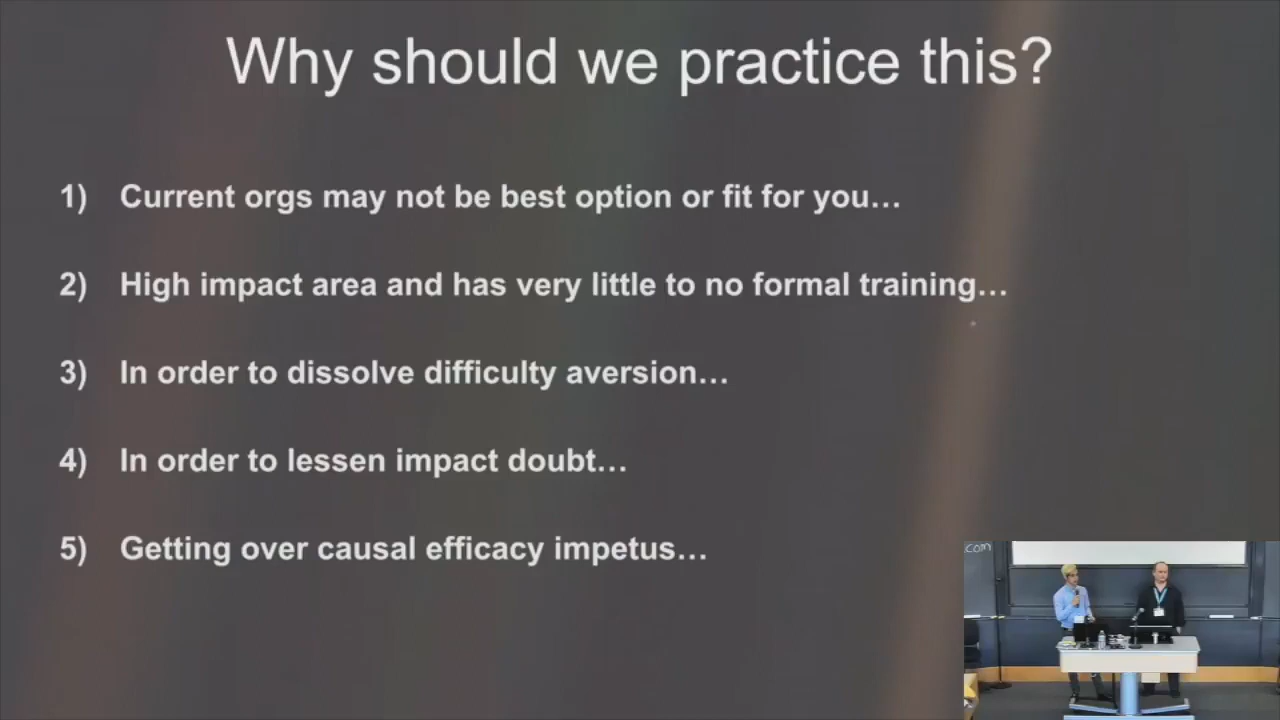 Why should we practice this?
1) Current orgs may not be best option or fit for you…
2) High impact area and has very little to no formal training…
3) In order to dissolve difficulty aversion…
4) In order to lessen impact doubt…
5) Getting over causal efficacy impetus…
com